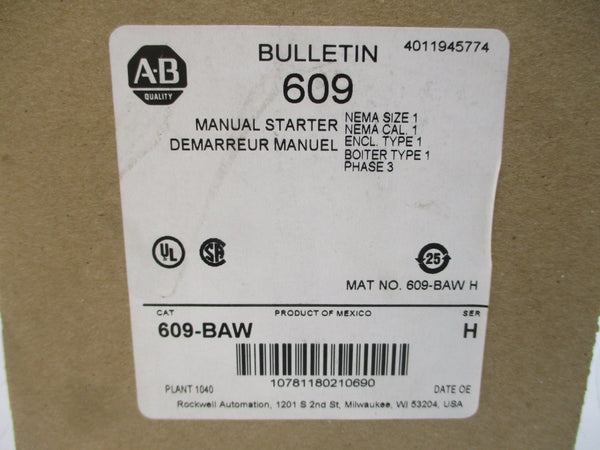 A-B
QUALITY
BULLETIN
4011945774
609
MANUAL STARTER
DEMARREUR MANUEL
NEMA SIZE 1
NEMA CAL. 1
ENCL. TYPE 1
BOITER TYPE 1
PHASE 3
UL
SA
25
MAT NO. 609-BAW H
CAT
PRODUCT OF MEXICO
SER
609-BAW
H
10781180210690
PLANT 1040
DATE OE
Rockwell Automation, 1201 S 2nd St, Milwaukee, WI 53204, USA